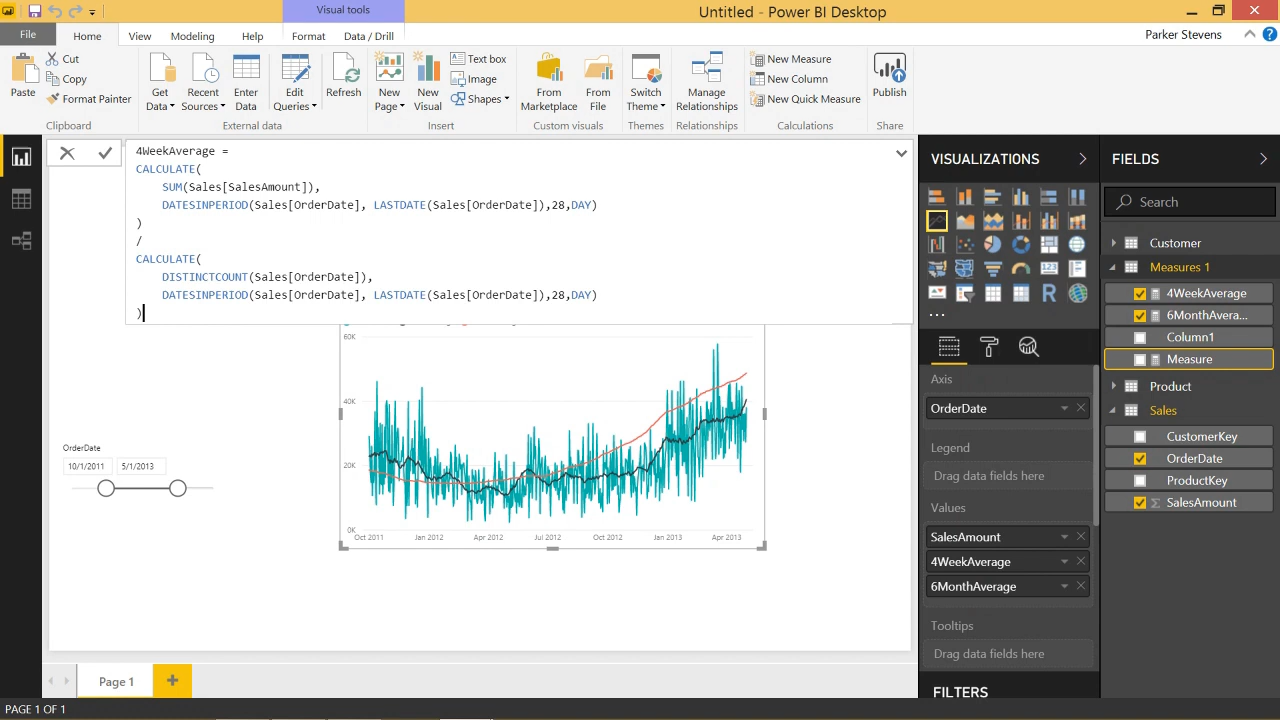 Visual tools
Untitled - Power BI Desktop
File
Home
View
Modeling
Help
Format
Data / Drill
Parker Stevens
Paste
Cut
Copy
Format Painter
Clipboard
Get
Data
Recent
Sources
Enter
Data
Edit
Queries
Refresh
External data
New
Page
New
Visual
Text box
Image
Shapes
Insert
From
Marketplace
From
File
Custom visuals
Switch
Theme
Themes
Manage
Relationships
Relationships
New Measure
New Column
New Quick Measure
Calculations
Publish
Share
4WeekAverage =
CALCULATE(
SUM(Sales[SalesAmount]),
DATESINPERIOD(Sales[OrderDate], LASTDATE(Sales[OrderDate]),28,DAY)
)
/
CALCULATE(
DISTINCTCOUNT(Sales[OrderDate]),
DATESINPERIOD(Sales[OrderDate], LASTDATE(Sales[OrderDate]),28,DAY)
)
60K
40K
20K
0K
Oct 2011
Jan 2012
Apr 2012
Jul 2012
Oct 2012
Jan 2013
Apr 2013
OrderDate
10/1/2011
5/1/2013
VISUALIZATIONS
123
R
...
Axis
OrderDate
Legend
Drag data fields here
Values
SalesAmount
4WeekAverage
6MonthAverage
Tooltips
Drag data fields here
FILTERS
FIELDS
Search
Customer
Measures 1
4WeekAverage
6MonthAvera...
Column1
Measure
Product
Sales
CustomerKey
OrderDate
ProductKey
SalesAmount
Page 1
PAGE 1 OF 1